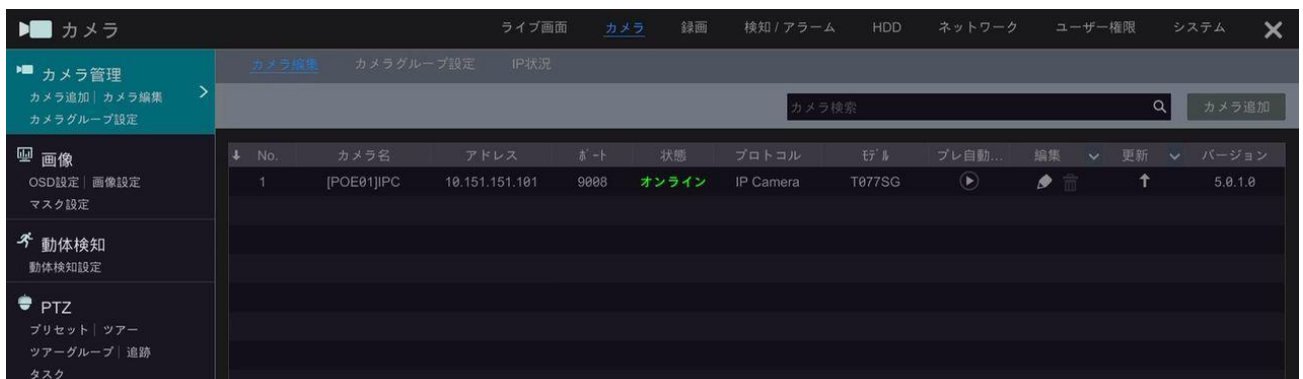 カメラ ライブ画面 カメラ 録画 検知 / アラーム HDD ネットワーク ユーザー権限 システム
カメラ管理
カメラ追加 | カメラ編集
カメラグループ設定
カメラ編集 カメラグループ設定 IP状況
カメラ検索 カメラ追加
画像
OSD設定 | 画像設定
マスク設定
動体検知
動体検知設定
PTZ
プリセット | ツアー
ツアーグループ | 追跡
タスク
No. カメラ名 アドレス ポート 状態 プロトコル モデル プレ自動... 編集 更新 バージョン
1 [POE01]IPC 10.151.151.101 9008 オンライン IP Camera T077SG 5.0.1.0